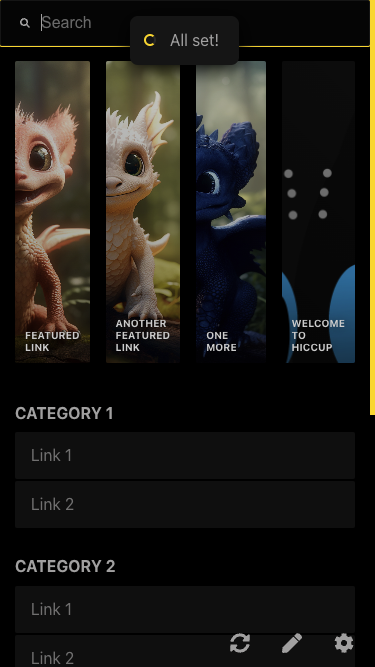 Search
All set!
FEATURED
LINK
ANOTHER
FEATURED
LINK
ONE
MORE
WELCOME
TO
HICCUP
CATEGORY 1
Link 1
Link 2
CATEGORY 2
Link 1
Link 2